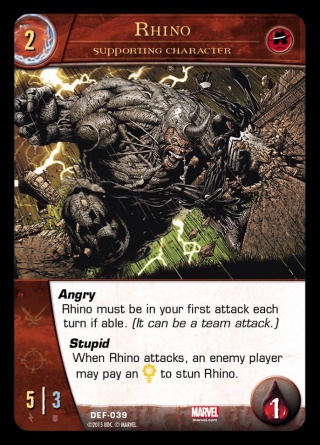 2
RHINO
SUPPORTING CHARACTER
Angry
Rhino must be in your first attack each
turn if able. (It can be a team attack.)
Stupid
When Rhino attacks, an enemy player
may pay an to stun Rhino.
5 3
DEF-039
©2015 UDC. © MARVEL.
MARVEL
marvel.com
1